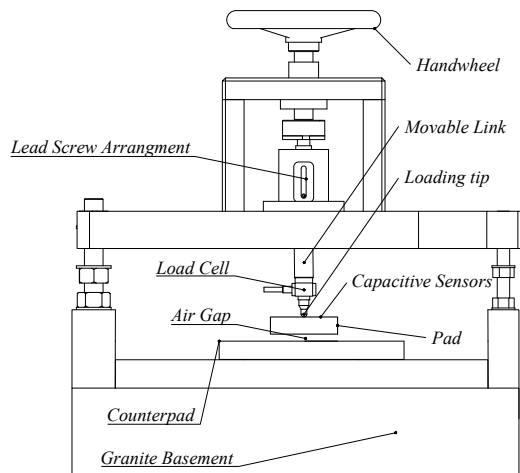 Handwheel
Movable Link
Lead Screw Arrangment
Loading tip
Load Cell
Capacitive Sensors
Air Gap
Pad
Counterpad
Granite Basement